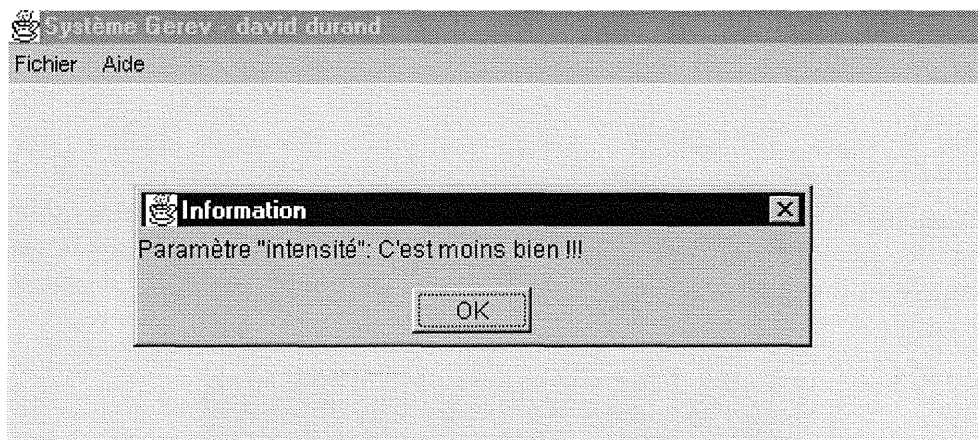 Système Gerev - david durand
Fichier Aide
Information
Paramètre "intensité": C'est moins bien !!!
OK